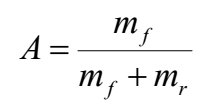 A = m_f / (m_f + m_r)